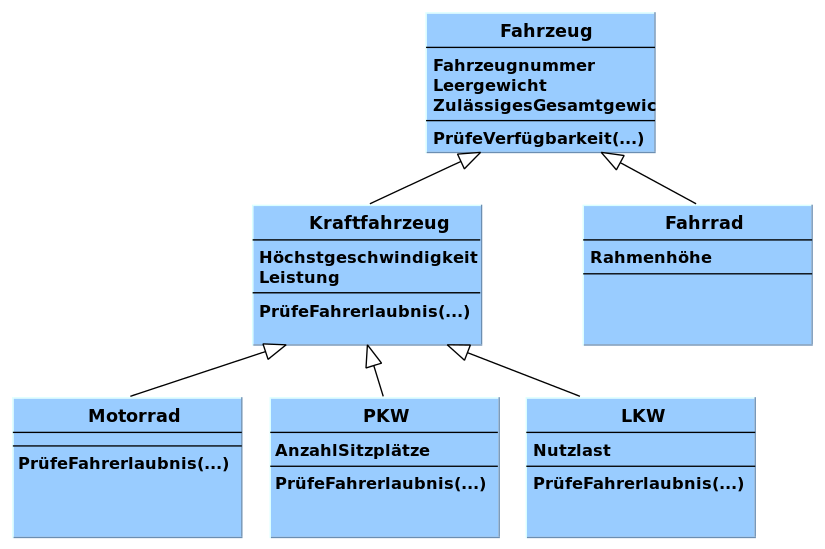 Fahrzeug
Fahrzeugnummer
Leergewicht
ZulässigesGesamtgewic
PrüfeVerfügbarkeit(...)
Kraftfahrzeug
Höchstgeschwindigkeit
Leistung
PrüfeFahrerlaubnis(...)
Fahrrad
Rahmenhöhe
Motorrad
PrüfeFahrerlaubnis(...)
PKW
AnzahlSitzplätze
PrüfeFahrerlaubnis(...)
LKW
Nutzlast
PrüfeFahrerlaubnis(...)